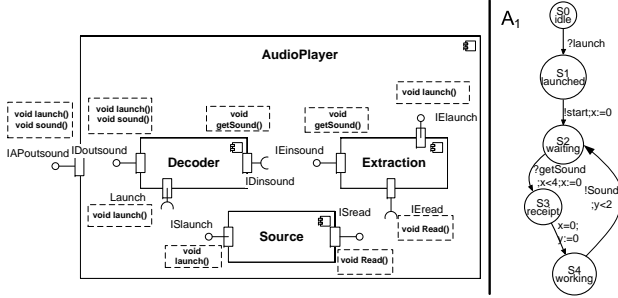 AudioPlayer
void launch()
void sound()
void launch()
void sound()
void
getSound()
void
getSound()
void launch()
IElaunch
IAPoutsound
IDoutsound
Decoder
IDinsound
IEinsound
Extraction
Launch
void launch()
ISlaunch
void
launch()
Source
ISread
void Read()
IEread
void Read()
A1
S0
idle
?launch
S1
launched
!start;x:=0
S2
waiting
?getSound
;x<4;x:=0
!Sound
;y<2
S3
receipt
x=0;
y:=0
S4
working